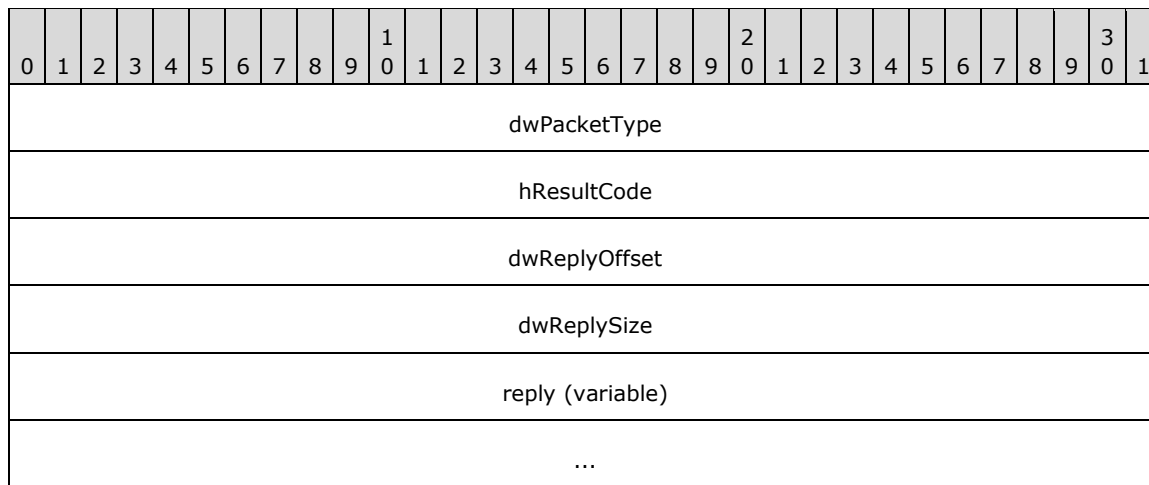 1 2 3
0 1 2 3 4 5 6 7 8 9 0 1 2 3 4 5 6 7 8 9 0 1 2 3 4 5 6 7 8 9 0 1
dwPacketType
hResultCode
dwReplyOffset
dwReplySize
reply (variable)
...